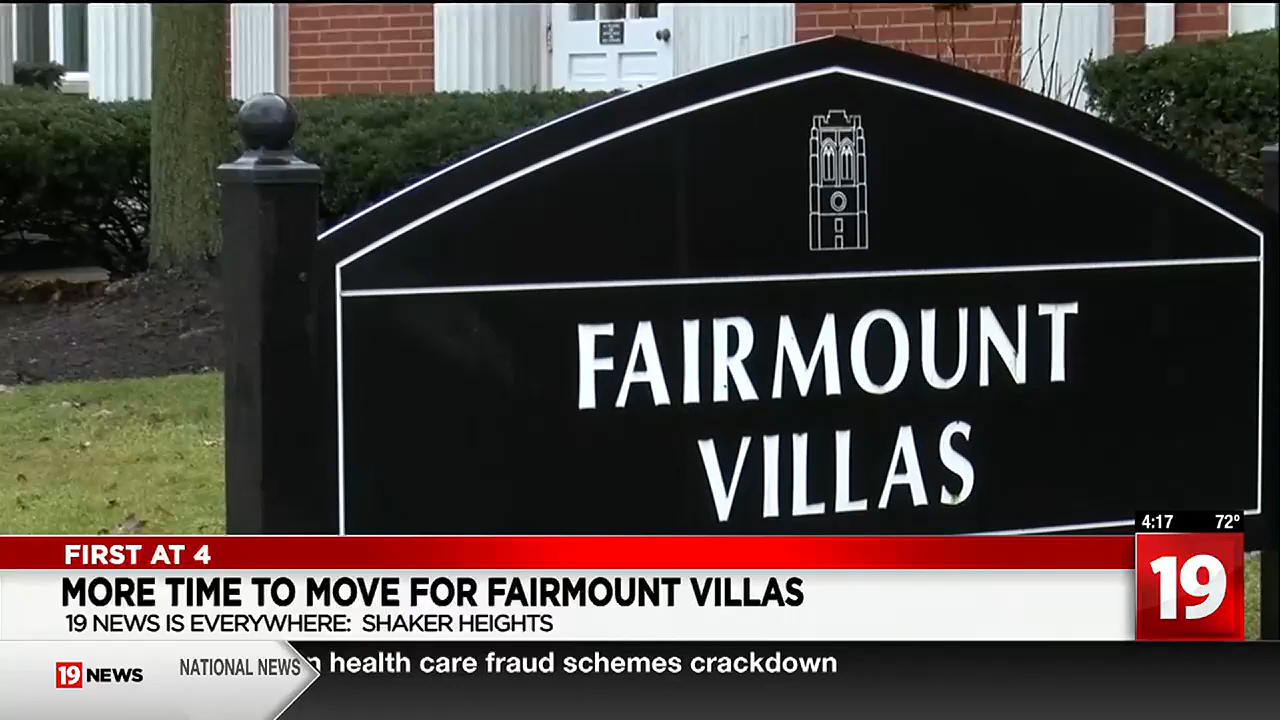 FAIRMOUNT
VILLAS
4:17 72°
FIRST AT 4
19
MORE TIME TO MOVE FOR FAIRMOUNT VILLAS
19 NEWS IS EVERYWHERE: SHAKER HEIGHTS
19 NEWS NATIONAL NEWS health care fraud schemes crackdown